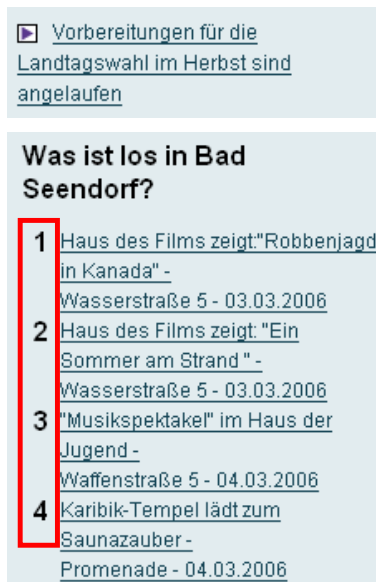 Vorbereitungen für die
Landtagswahl im Herbst sind
angelaufen
Was ist los in Bad
Seendorf?
1 Haus des Films zeigt:"Robbenjagd
in Kanada" -
Wasserstraße 5 - 03.03.2006
2 Haus des Films zeigt: "Ein
Sommer am Strand " -
Wasserstraße 5 - 03.03.2006
3 "Musikspektakel" im Haus der
Jugend -
Waffenstraße 5 - 04.03.2006
4 Karibik-Tempel lädt zum
Saunazauber -
Promenade - 04.03.2006